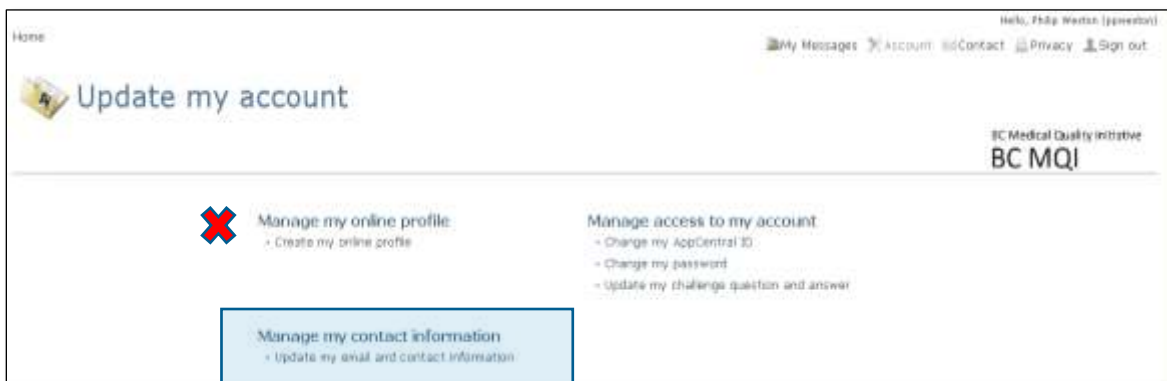 Hello, Philip Weston (ppweston)
Home
My Messages Account Contact Privacy Sign out
Update my account
BC Medical Quality Initiative
BC MQI
Manage my online profile
- Create my online profile
Manage access to my account
- Change my AppCentral ID
- Change my password
- Update my challenge question and answer
Manage my contact information
- Update my email and contact information